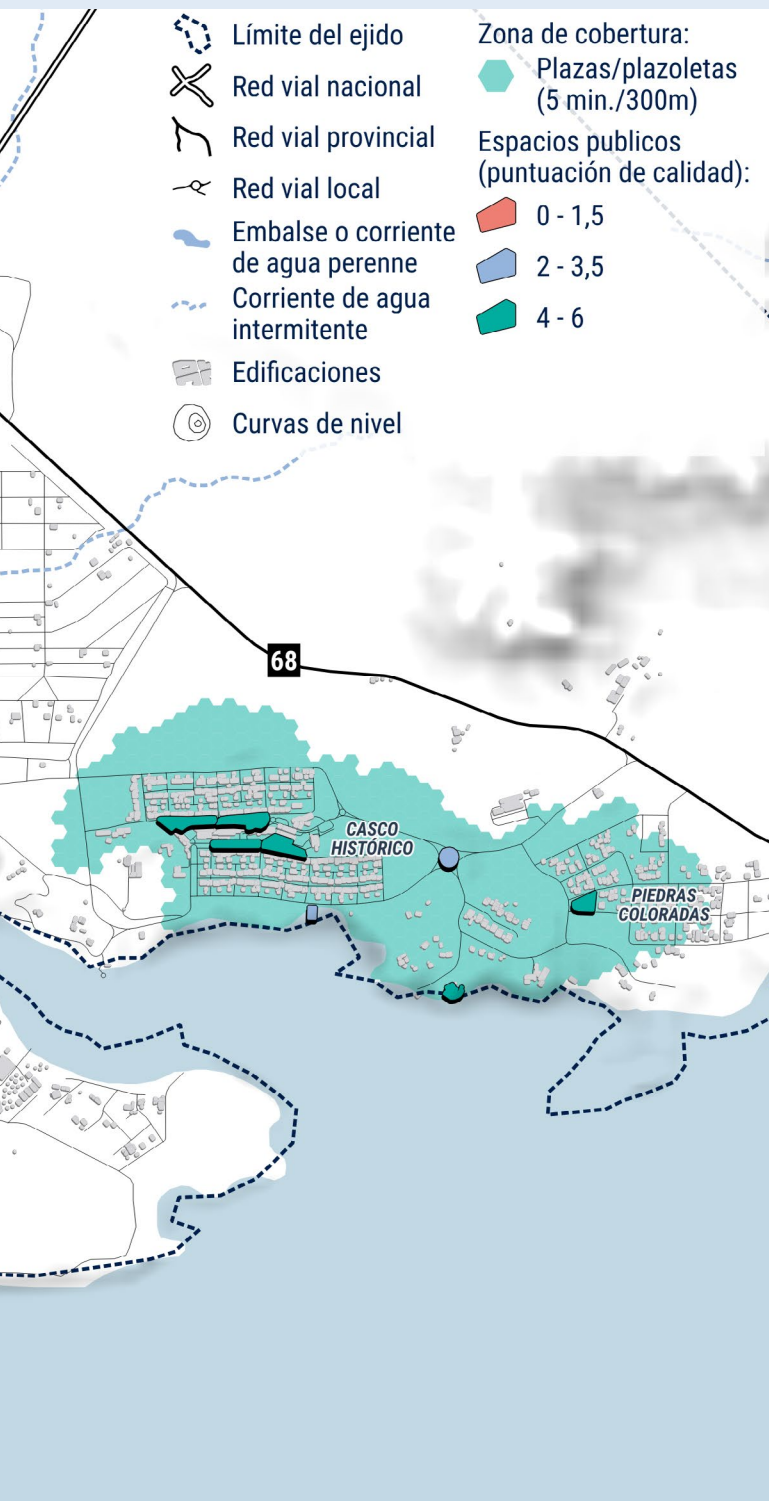 Límite del ejido
Red vial nacional
Red vial provincial
Red vial local
Embalse o corriente
de agua perenne
Corriente de agua
intermitente
Edificaciones
Curvas de nivel
Zona de cobertura:
Plazas/plazoletas
(5 min./300m)
Espacios publicos
(puntuación de calidad):
0 - 1,5
2 - 3,5
4 - 6
68
CASCO
HISTÓRICO
PIEDRAS
COLORADAS